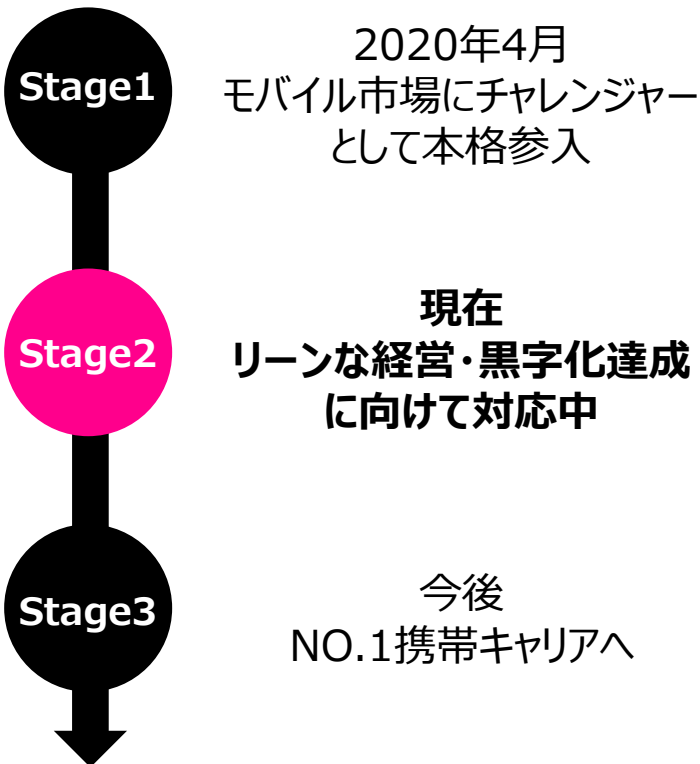 Stage1
2020年4月
モバイル市場にチャレンジャー
として本格参入
Stage2
現在
リーンな経営・黒字化達成
に向けて対応中
Stage3
今後
NO.1携帯キャリアへ